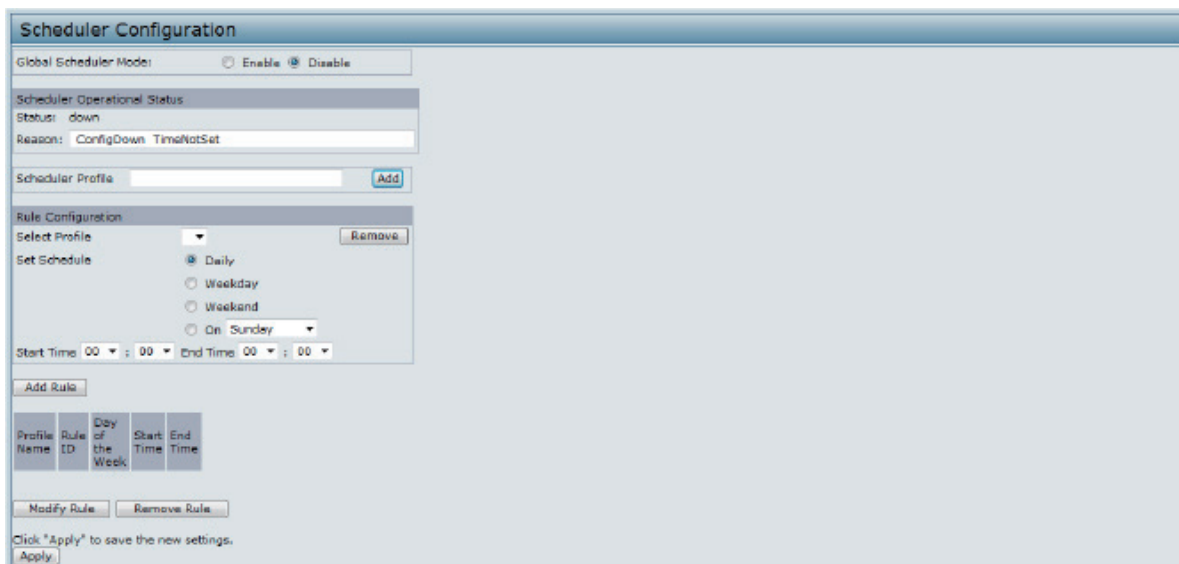 Scheduler Configuration
Global Scheduler Mode: Enable Disable
Scheduler Operational Status
Status: down
Reason: ConfigDown TimeNotSet
Scheduler Profile Add
Rule Configuration
Select Profile Remove
Set Schedule Daily
Weekday
Weekend
On Sunday
Start Time 00 : 00 End Time 00 : 00
Add Rule
Profile Name Rule ID Day of the Week Start Time End Time
Modify Rule Remove Rule
Click "Apply" to save the new settings.
Apply